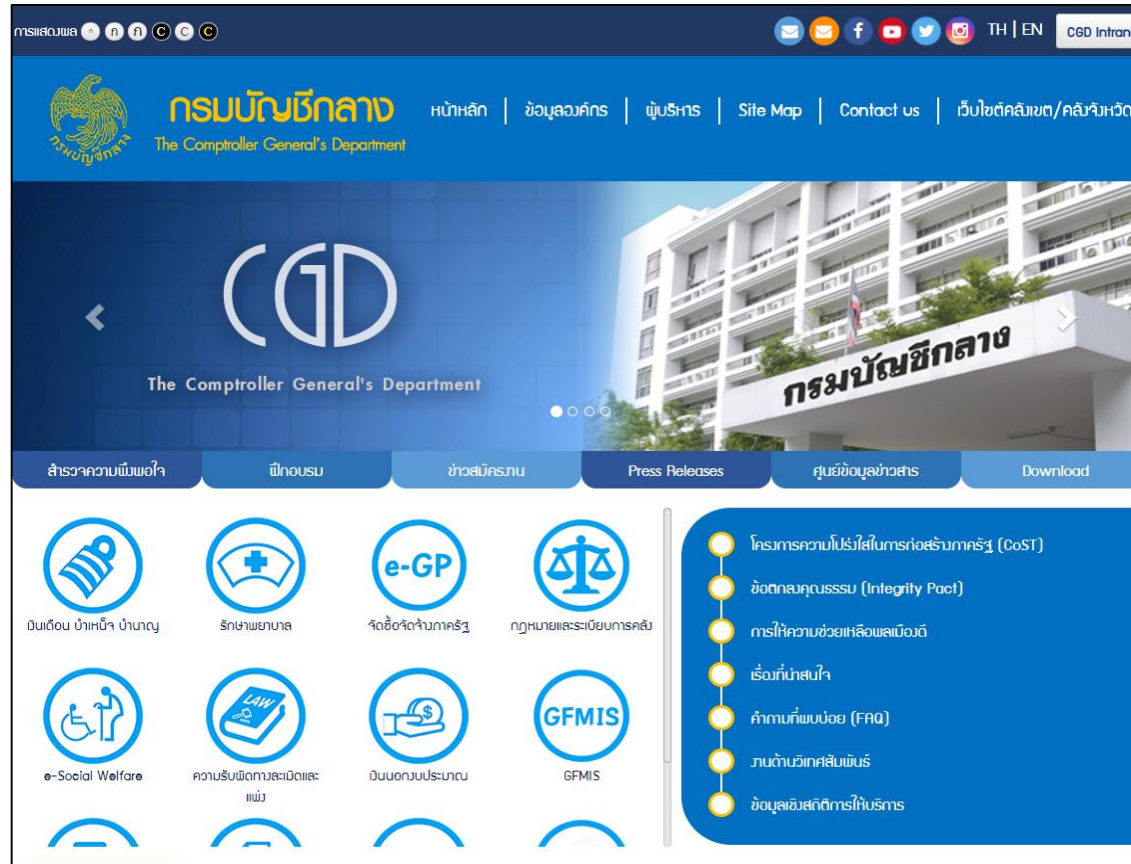 การแสดงผล ก ก ก C C C
TH | EN
CGD Intran
กรมบัญชีกลาง
กรมบัญชีกลาง
The Comptroller General's Department
หน้าหลัก | ข้อมูลองค์กร | ผู้บริหาร | Site Map | Contact us | เว็บไซต์คลังเขต/คลังจังหวัด
CGD
The Comptroller General's Department
กรมบัญชีกลาง
สำรวจความพึงพอใจ
ฝึกอบรม
ข่าวสมัครงาน
Press Releases
ศูนย์ข้อมูลข่าวสาร
Download
e-GP
เงินเดือน บำเหน็จ บำนาญ
รักษาพยาบาล
จัดซื้อจัดจ้างภาครัฐ
กฎหมายและระเบียบการคลัง
LAW
GFMIS
e-Social Welfare
ความรับผิดทางละเมิดและ
แพ่ง
เงินนอกงบประมาณ
GFMIS
โครงการความโปร่งใสในการก่อสร้างภาครัฐ (CoST)
ข้อตกลงคุณธรรม (Integrity Pact)
การให้ความช่วยเหลือพลเมืองดี
เรื่องที่น่าสนใจ
คำถามที่พบบ่อย (FAQ)
งานด้านวิเทศสัมพันธ์
ข้อมูลเชิงสถิติการให้บริการ